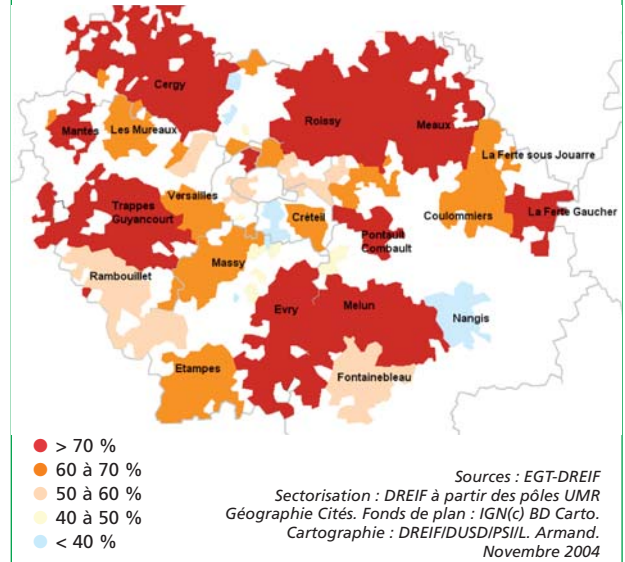 Cergy
Roissy
Meaux
Mantes
Les Mureaux
La Ferte sous Jouarre
Versailles
Trappes
Guyancourt
Créteil
Coulommiers
La Ferte Gaucher
Ponteuil
Combault
Massy
Rambouillet
Evry
Melun
Nangis
Etampes
Fontainebleau
> 70 %
60 à 70 %
50 à 60 %
40 à 50 %
< 40 %
Sources : EGT-DREIF
Sectorisation : DREIF à partir des pôles UMR
Géographie Cités. Fonds de plan : IGN(c) BD Carto.
Cartographie : DREIF/DUSD/PSI/L. Armand.
Novembre 2004